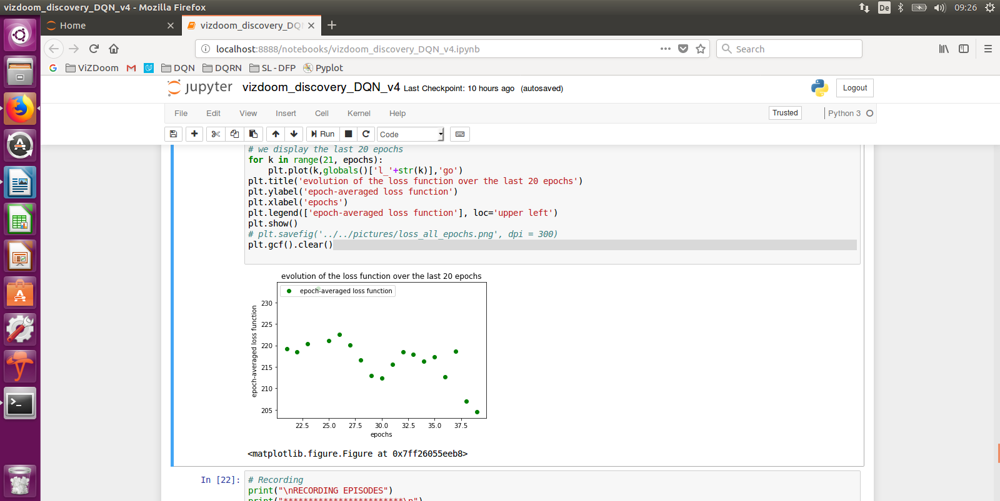 vizdoom_discovery_DQN_v4 - Mozilla Firefox
De
09:26
Home
vizdoom_discovery_DQ
localhost:8888/notebooks/vizdoom_discovery_DQN_v4.ipynb
Search
ViZDoom
DQN
DQRN
SL - DFP
Pyplot
jupyter
vizdoom_discovery_DQN_v4 Last Checkpoint: 10 hours ago (autosaved)
Logout
File Edit View Insert Cell Kernel Help
Trusted
Python 3
Run
Code
# we display the last 20 epochs
for k in range(21, epochs):
    plt.plot(k,globals()['l_'+str(k)],'go')
plt.title('evolution of the loss function over the last 20 epochs')
plt.ylabel('epoch-averaged loss function')
plt.xlabel('epochs')
plt.legend(['epoch-averaged loss function'], loc='upper left')
plt.show()
# plt.savefig('../../pictures/loss_all_epochs.png', dpi = 300)
plt.gcf().clear()
evolution of the loss function over the last 20 epochs
epoch-averaged loss function
epoch-averaged loss function
230
225
220
215
210
205
22.5 25.0 27.5 30.0 32.5 35.0 37.5
epochs
<matplotlib.figure.Figure at 0x7ff26055eeb8>
In [22]:
# Recording
print("\nRECORDING EPISODES")
print("************************\n")